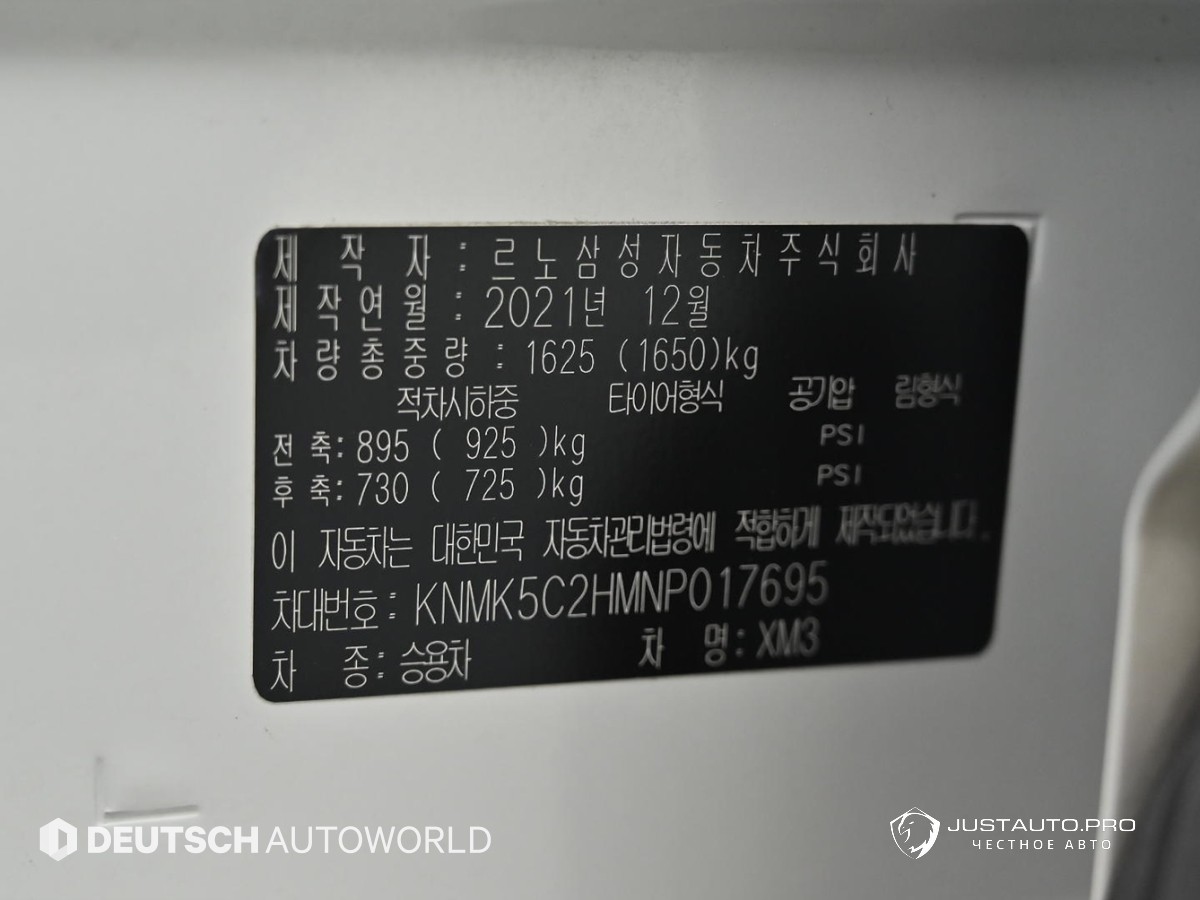 제 작 자 : 르노삼성자동차주식회사
제작연월 : 2021년 12월
차량총중량 : 1625 (1650)kg
적차시하중 타이어형식 공기압 림형식
전 축: 895 ( 925 )kg PSI
후 축: 730 ( 725 )kg PSI
이 자동차는 대한민국 자동차관리법령에 적합하게 제작되었습니다.
차대번호: KNMK5C2HMNP017695
차 종: 승용차 차 명: XM3
DEUTSCH AUTOWORLD
JUSTAUTO.PRO
ЧЕСТНОЕ АВТО